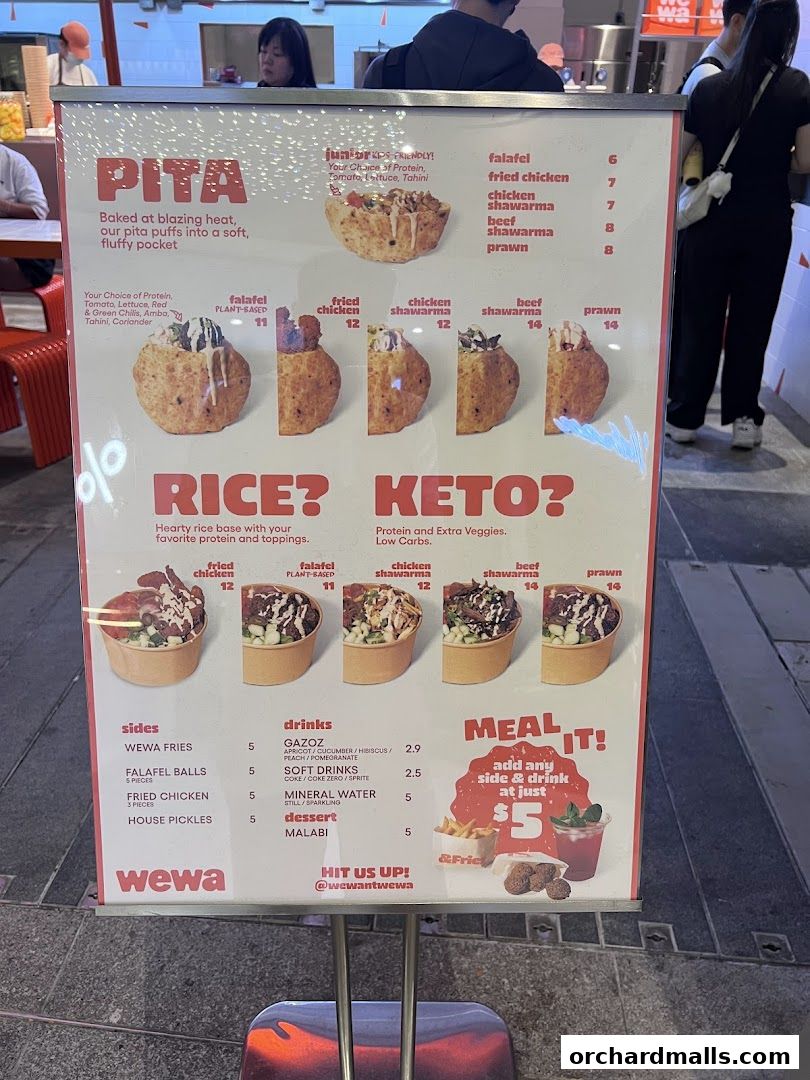 we
wa
we
wa
PITA
Baked at blazing heat,
our pita puffs into a soft,
fluffy pocket
junior KIDS-FRIENDLY!
Your Choice of Protein,
Tomato, Lettuce, Tahini
falafel 6
fried chicken 7
chicken
shawarma 7
beef
shawarma 8
prawn 8
Your Choice of Protein,
Tomato, Lettuce, Red
& Green Chilis, Amba,
Tahini, Coriander
falafel
PLANT-BASED
11
fried
chicken
12
chicken
shawarma
12
beef
shawarma
14
prawn
14
%
RICE?
Hearty rice base with your
favorite protein and toppings.
KETO?
Protein and Extra Veggies.
Low Carbs.
fried
chicken
12
falafel
PLANT-BASED
11
chicken
shawarma
12
beef
shawarma
14
prawn
14
sides
WEWA FRIES 5
FALAFEL BALLS 5
5 PIECES
FRIED CHICKEN 5
3 PIECES
HOUSE PICKLES 5
drinks
GAZOZ 2.9
APRICOT / CUCUMBER / HIBISCUS /
PEACH / POMEGRANATE
SOFT DRINKS 2.5
COKE / COKE ZERO / SPRITE
MINERAL WATER 5
STILL / SPARKLING
dessert
MALABI 5
MEAL IT!
add any
side & drink
at just
$5
&Fries
wewa
HIT US UP!
@wewantwewa
orchardmalls.com